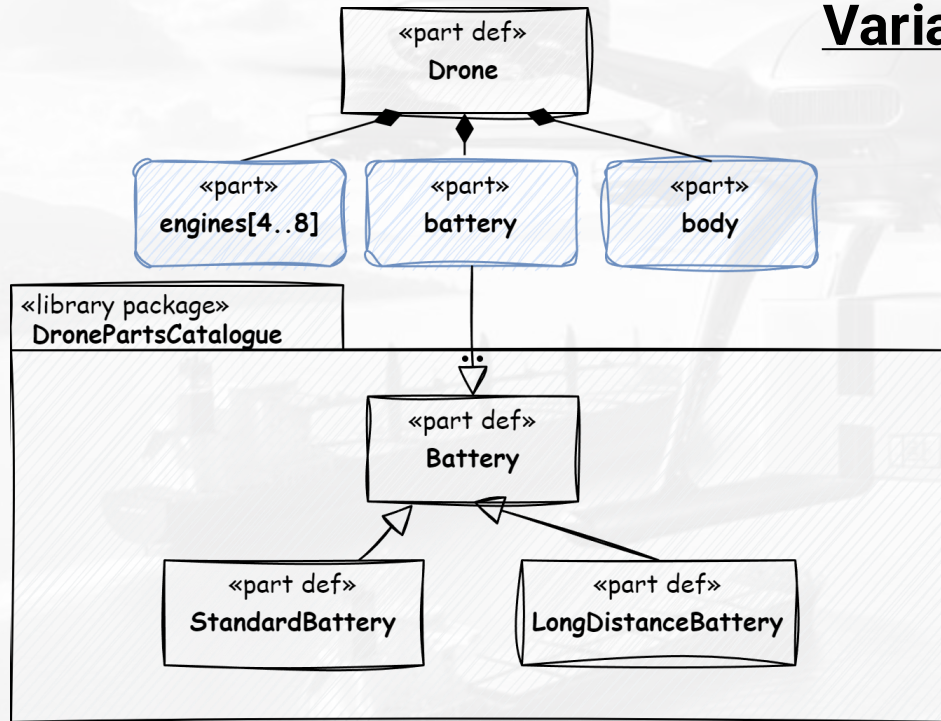 Varia
«part def»
Drone
«part»
engines[4..8]
«part»
battery
«part»
body
«library package»
DronePartsCatalogue
«part def»
Battery
«part def»
StandardBattery
«part def»
LongDistanceBattery